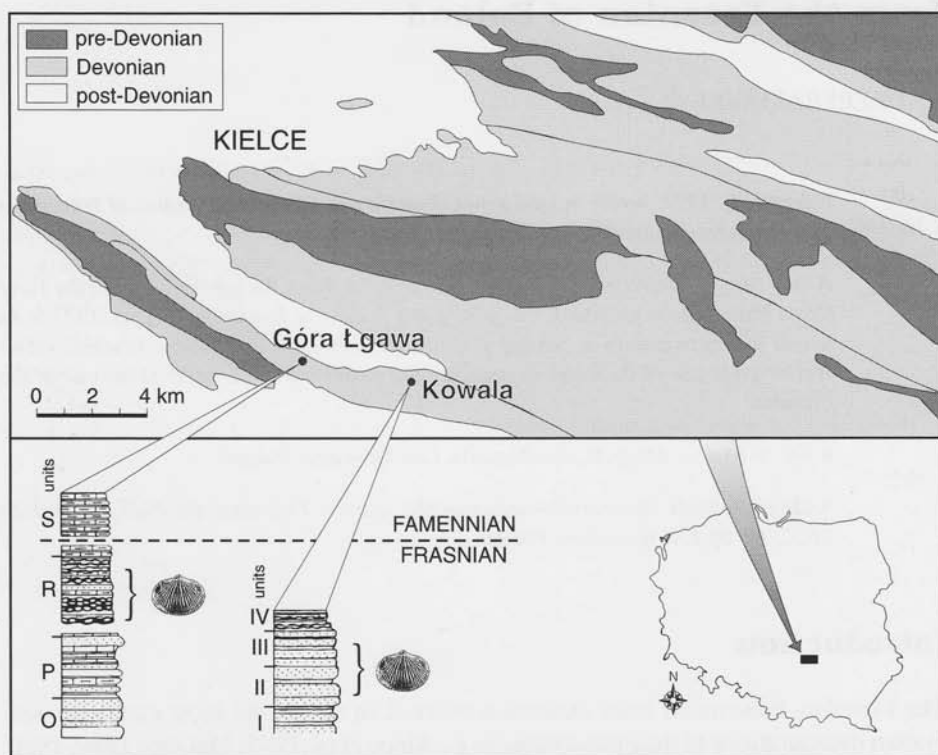 pre-Devonian
Devonian
post-Devonian
KIELCE
Góra Łgawa
Kowala
0 2 4 km
units
S
FAMENNIAN
FRASNIAN
R
units
IV
III
P
II
O
I
N